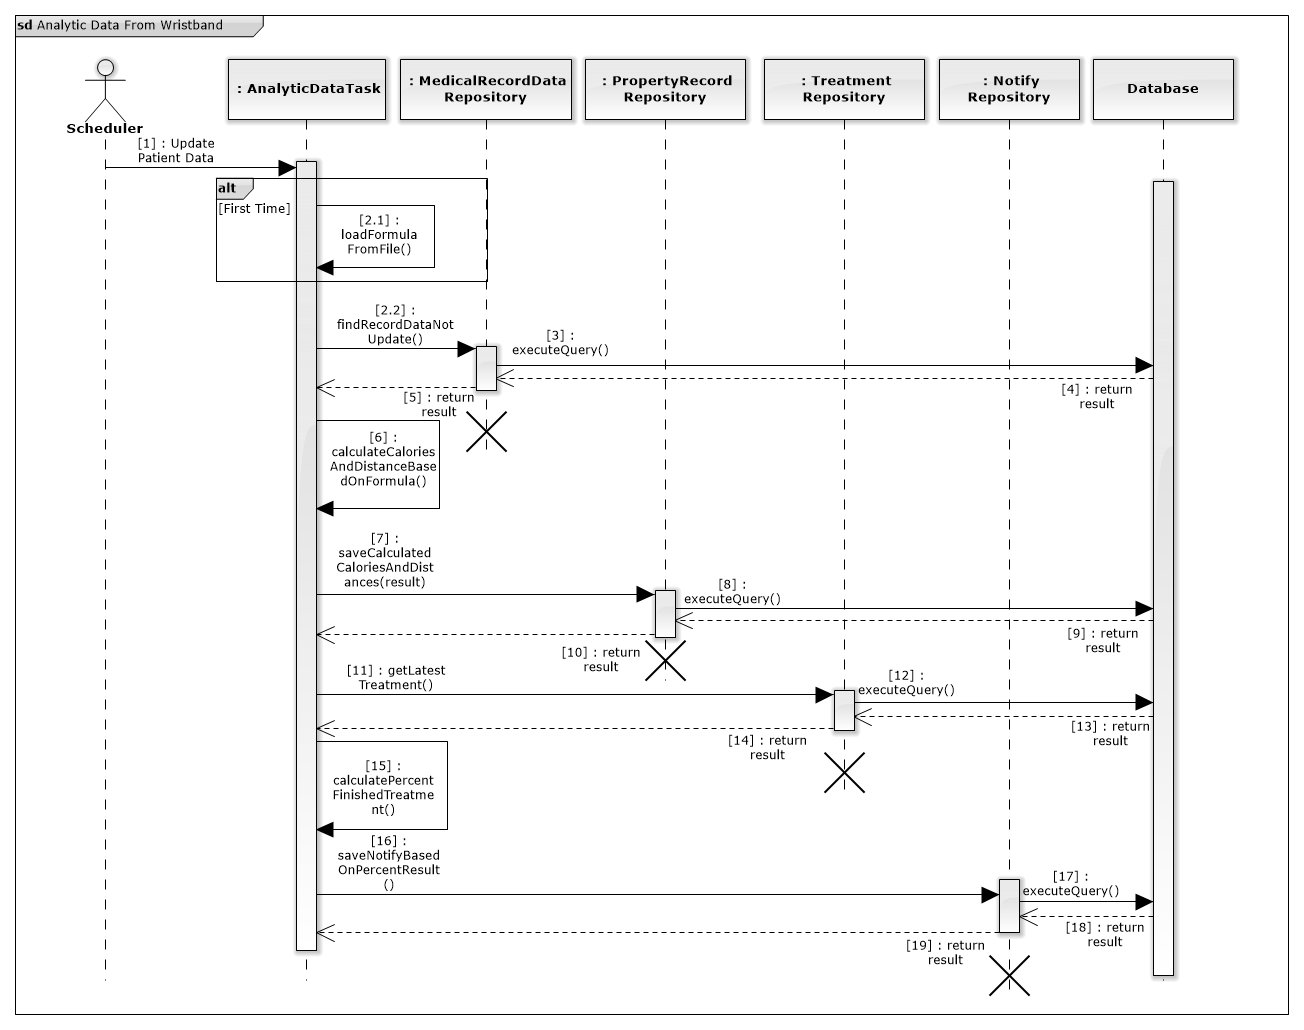 sd Analytic Data From Wristband
Scheduler
: AnalyticDataTask
: MedicalRecordData
Repository
: PropertyRecord
Repository
: Treatment
Repository
: Notify
Repository
Database
[1] : Update
Patient Data
alt
[First Time]
[2.1] :
loadFormula
FromFile()
[2.2] :
findRecordDataNot
Update()
[3] :
executeQuery()
[4] : return
result
[5] : return
result
[6] :
calculateCalories
AndDistanceBase
dOnFormula()
[7] :
saveCalculated
CaloriesAndDist
ances(result)
[8] :
executeQuery()
[9] : return
result
[10] : return
result
[11] : getLatest
Treatment()
[12] :
executeQuery()
[13] : return
result
[14] : return
result
[15] :
calculatePercent
FinishedTreatme
nt()
[16] :
saveNotifyBased
OnPercentResult
()
[17] :
executeQuery()
[18] : return
result
[19] : return
result